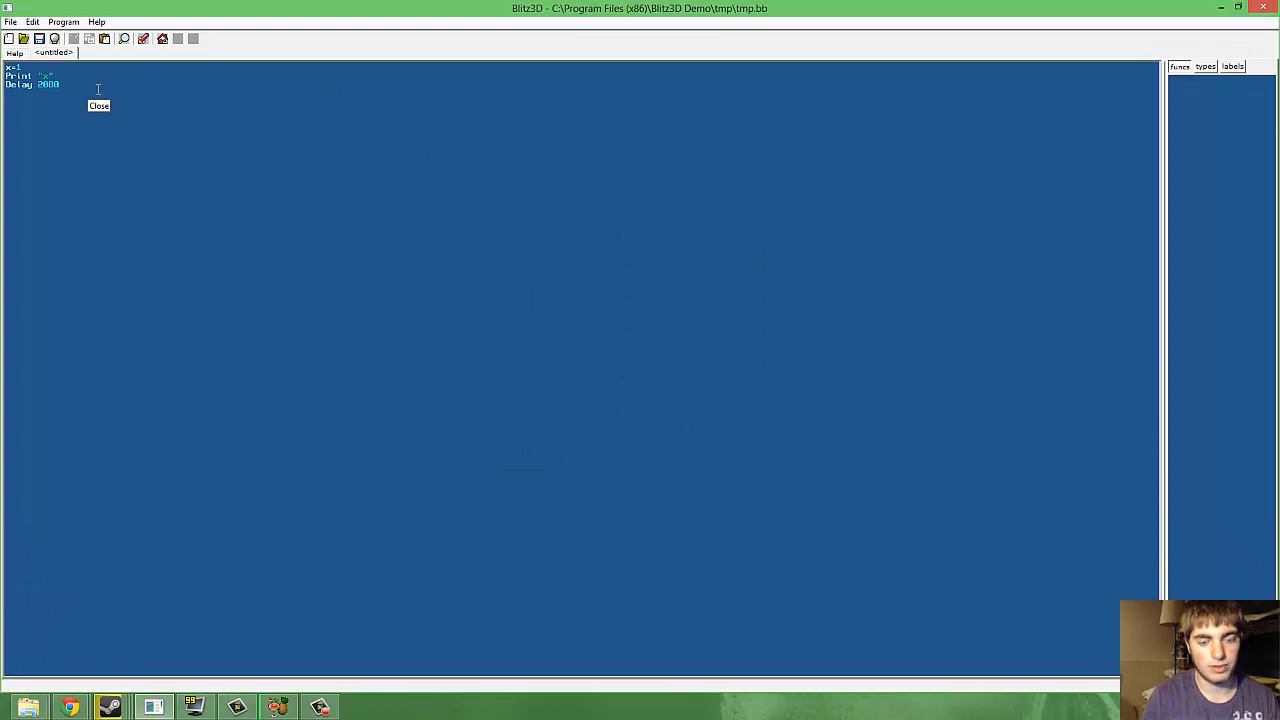 Blitz3D - C:\Program Files (x86)\Blitz3D Demo\tmp\tmp.bb
File Edit Program Help
Help <untitled>
funcs types labels
x=1
Print "x"
Delay 2000
Close
99